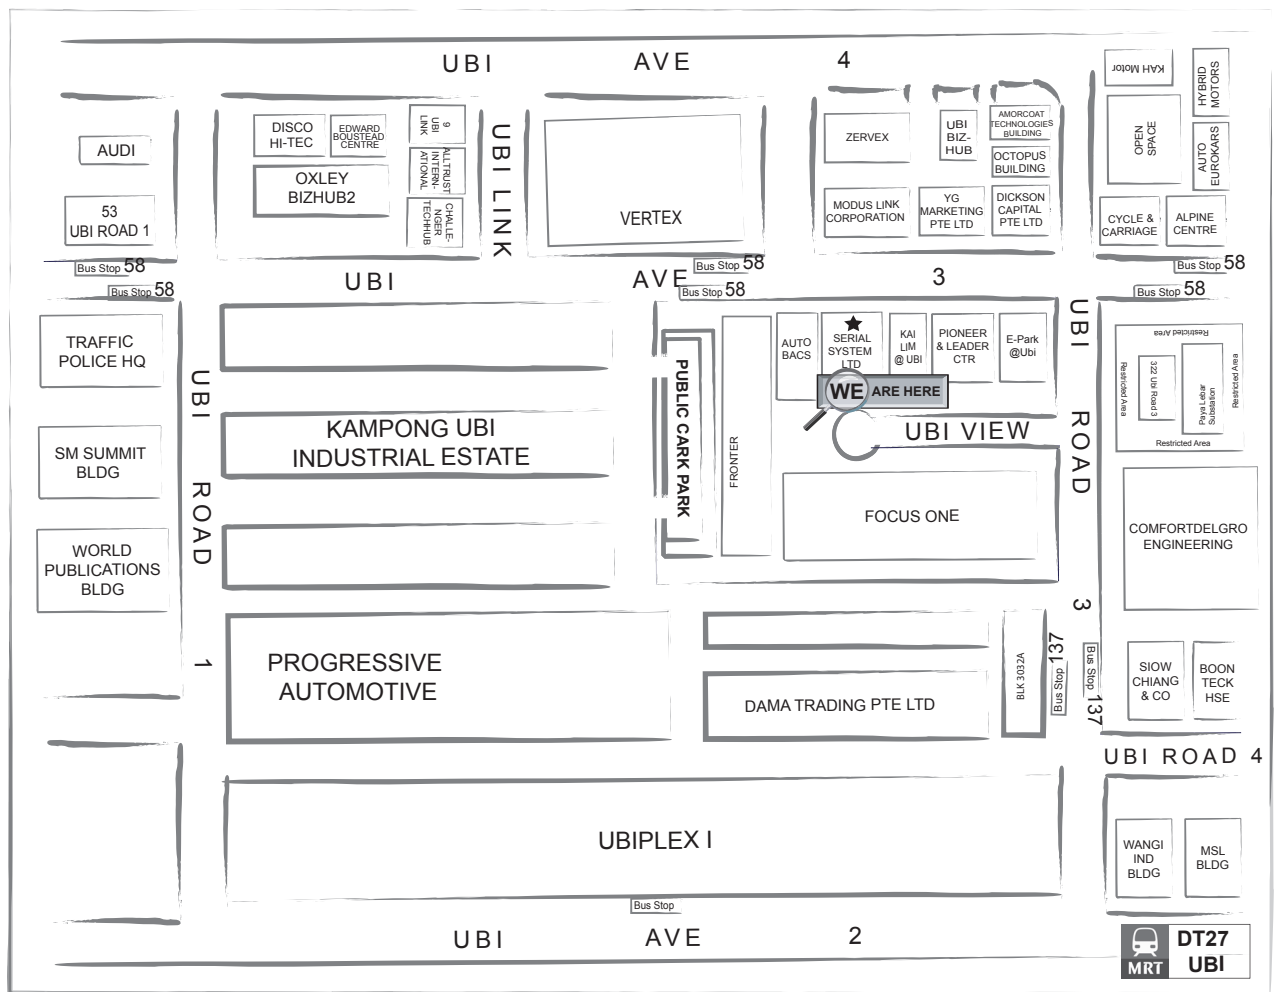 UBI AVE 4
KAH Motor
HYBRID
MOTORS
OPEN
SPACE
AUTO
EUROKARS
CYCLE &
CARRIAGE
ALPINE
CENTRE
AUDI
53
UBI ROAD 1
DISCO
HI-TEC
EDWARD
BOUSTEAD
CENTRE
OXLEY
BIZHUB2
9
UBI
LINK
ALLTRUST
INTERN-
ATIONAL
CHALLE-
NGER
TECHHUB
UBI LINK
VERTEX
ZERVEX
UBI
BIZ-
HUB
AMORCOAT
TECHNOLOGIES
BUILDING
OCTOPUS
BUILDING
MODUS LINK
CORPORATION
YG
MARKETING
PTE LTD
DICKSON
CAPITAL
PTE LTD
Bus Stop 58
Bus Stop 58
Bus Stop 58
Bus Stop 58
Bus Stop 58
Bus Stop 58
UBI AVE 3
TRAFFIC
POLICE HQ
SM SUMMIT
BLDG
WORLD
PUBLICATIONS
BLDG
UBI ROAD 1
KAMPONG UBI
INDUSTRIAL ESTATE
PUBLIC CARK PARK
FRONTER
AUTO
BACS
SERIAL
SYSTEM
LTD
KAI
LIM
@ UBI
PIONEER
& LEADER
CTR
E-Park
@Ubi
WE ARE HERE
UBI VIEW
FOCUS ONE
UBI ROAD 3
Restricted Area
Restricted Area
322 Ubi Road 3
Paya Lebar
Substation
Restricted Area
Restricted Area
COMFORTDELGRO
ENGINEERING
PROGRESSIVE
AUTOMOTIVE
DAMA TRADING PTE LTD
BLK 3032A
Bus Stop 137
Bus Stop 137
SIOW
CHIANG
& CO
BOON
TECK
HSE
UBI ROAD 4
UBIPLEX I
WANGI
IND
BLDG
MSL
BLDG
Bus Stop
UBI AVE 2
MRT
DT27
UBI